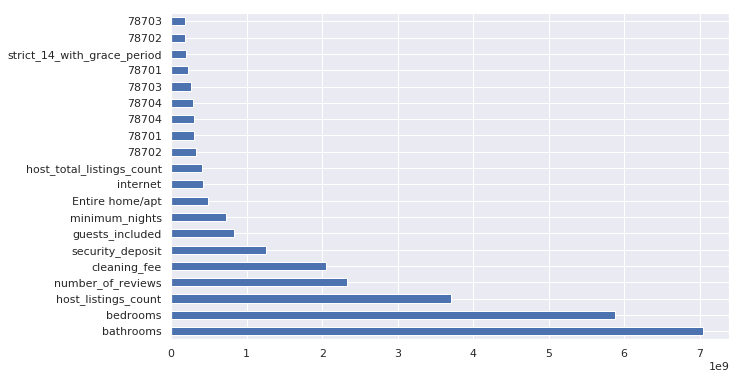 78703
78702
strict_14_with_grace_period
78701
78703
78704
78704
78701
78702
host_total_listings_count
internet
Entire home/apt
minimum_nights
guests_included
security_deposit
cleaning_fee
number_of_reviews
host_listings_count
bedrooms
bathrooms
0 1 2 3 4 5 6 7
1e9